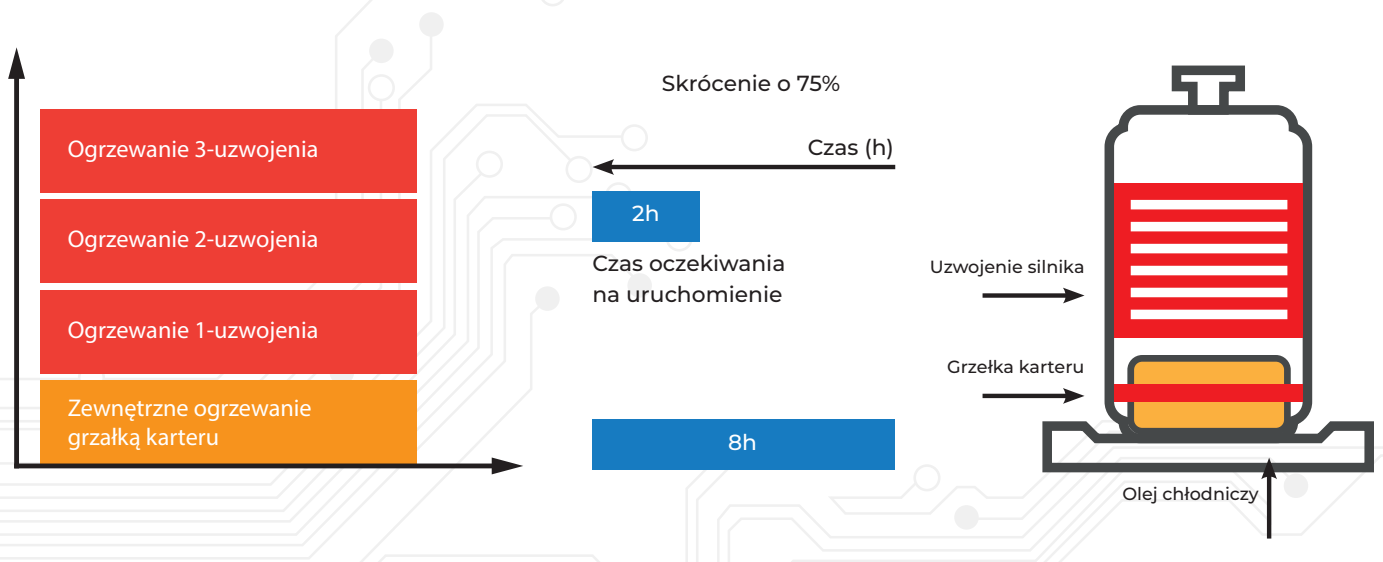 Ogrzewanie 3-uzwojenia
Ogrzewanie 2-uzwojenia
Ogrzewanie 1-uzwojenia
Zewnętrzne ogrzewanie
grzałką karteru
Skrócenie o 75%
Czas (h)
2h
Czas oczekiwania
na uruchomienie
8h
Uzwojenie silnika
Grzełka karteru
Olej chłodniczy